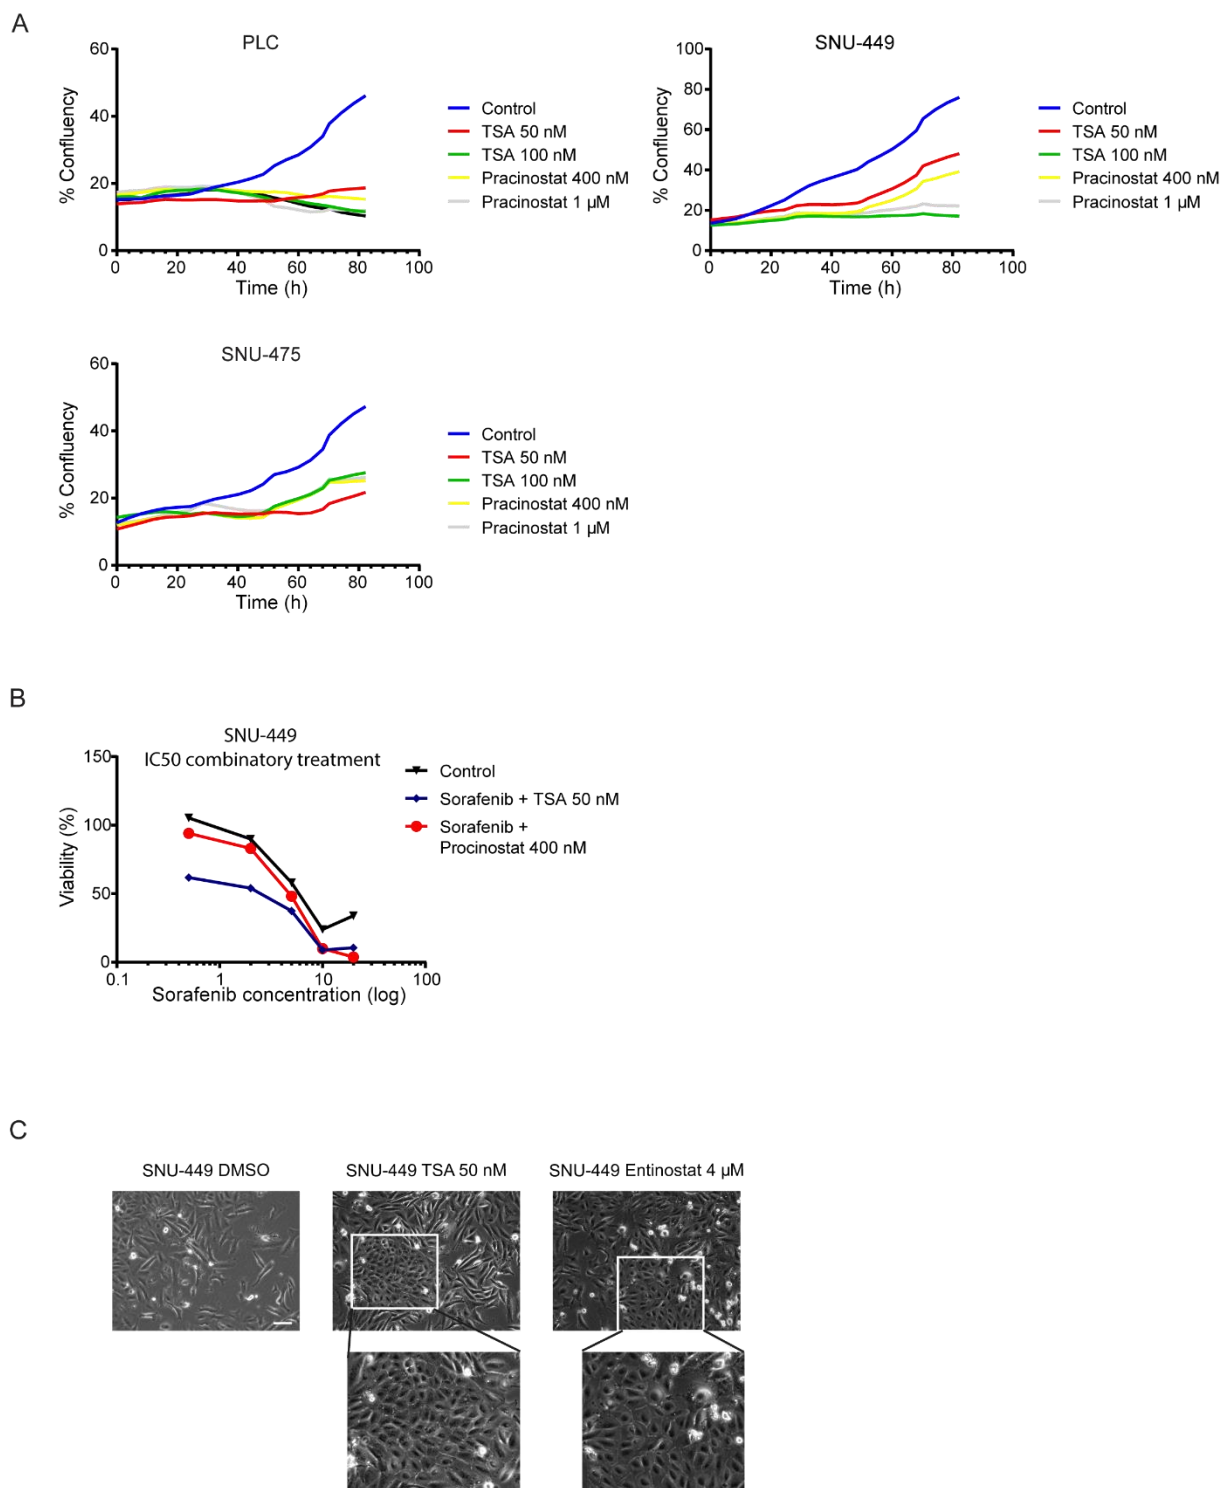 A
PLC
60
40
20
0
% Confluency
0 20 40 60 80 100
Time (h)
Control
TSA 50 nM
TSA 100 nM
Pracinostat 400 nM
Pracinostat 1 µM
SNU-449
100
80
60
40
20
0
% Confluency
0 20 40 60 80 100
Time (h)
Control
TSA 50 nM
TSA 100 nM
Pracinostat 400 nM
Pracinostat 1 µM
SNU-475
60
40
20
0
% Confluency
0 20 40 60 80 100
Time (h)
Control
TSA 50 nM
TSA 100 nM
Pracinostat 400 nM
Pracinostat 1 µM
B
SNU-449
IC50 combinatory treatment
150
100
50
0
Viability (%)
0.1 1 10 100
Sorafenib concentration (log)
Control
Sorafenib + TSA 50 nM
Sorafenib +
Procinostat 400 nM
C
SNU-449 DMSO
SNU-449 TSA 50 nM
SNU-449 Entinostat 4 µM